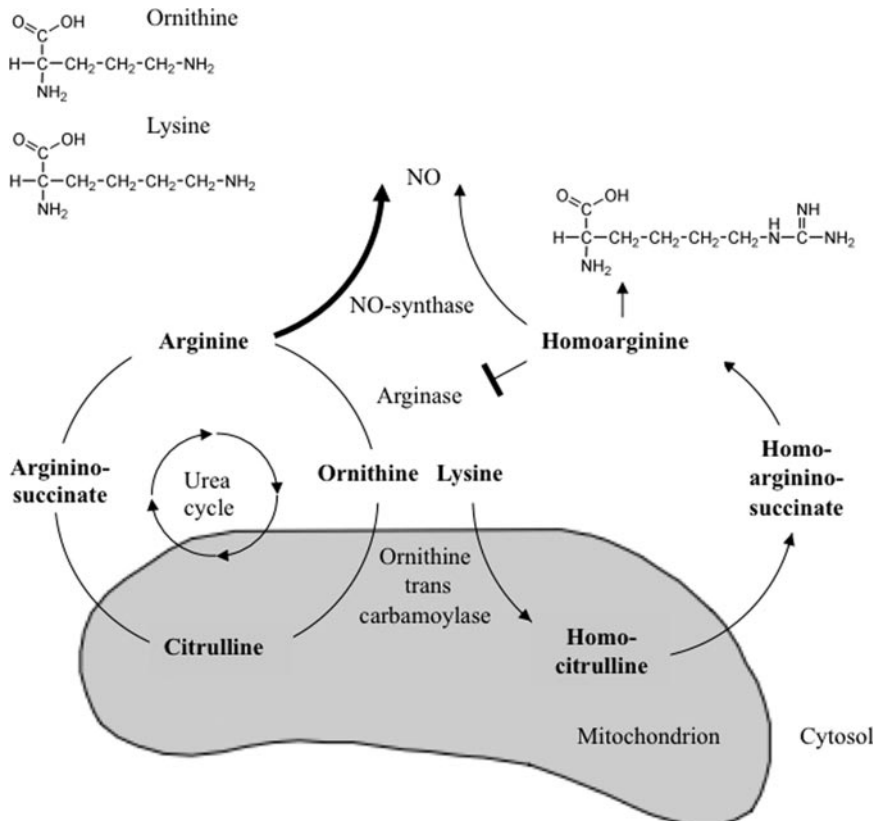 Ornithine
O OH
C
H–C–CH₂–CH₂–CH₂–NH₂
NH₂
Lysine
O OH
C
H–C–CH₂–CH₂–CH₂–CH₂–NH₂
NH₂
NO
O OH
C
H NH
H–C–CH₂–CH₂–CH₂–CH₂–N–C–NH₂
NH₂
NO-synthase
Arginine
Homoarginine
Arginase
Arginino-
succinate
Urea
cycle
Ornithine Lysine
Homo-
arginino-
succinate
Ornithine
trans
carbamoylase
Citrulline
Homo-
citrulline
Mitochondrion
Cytosol